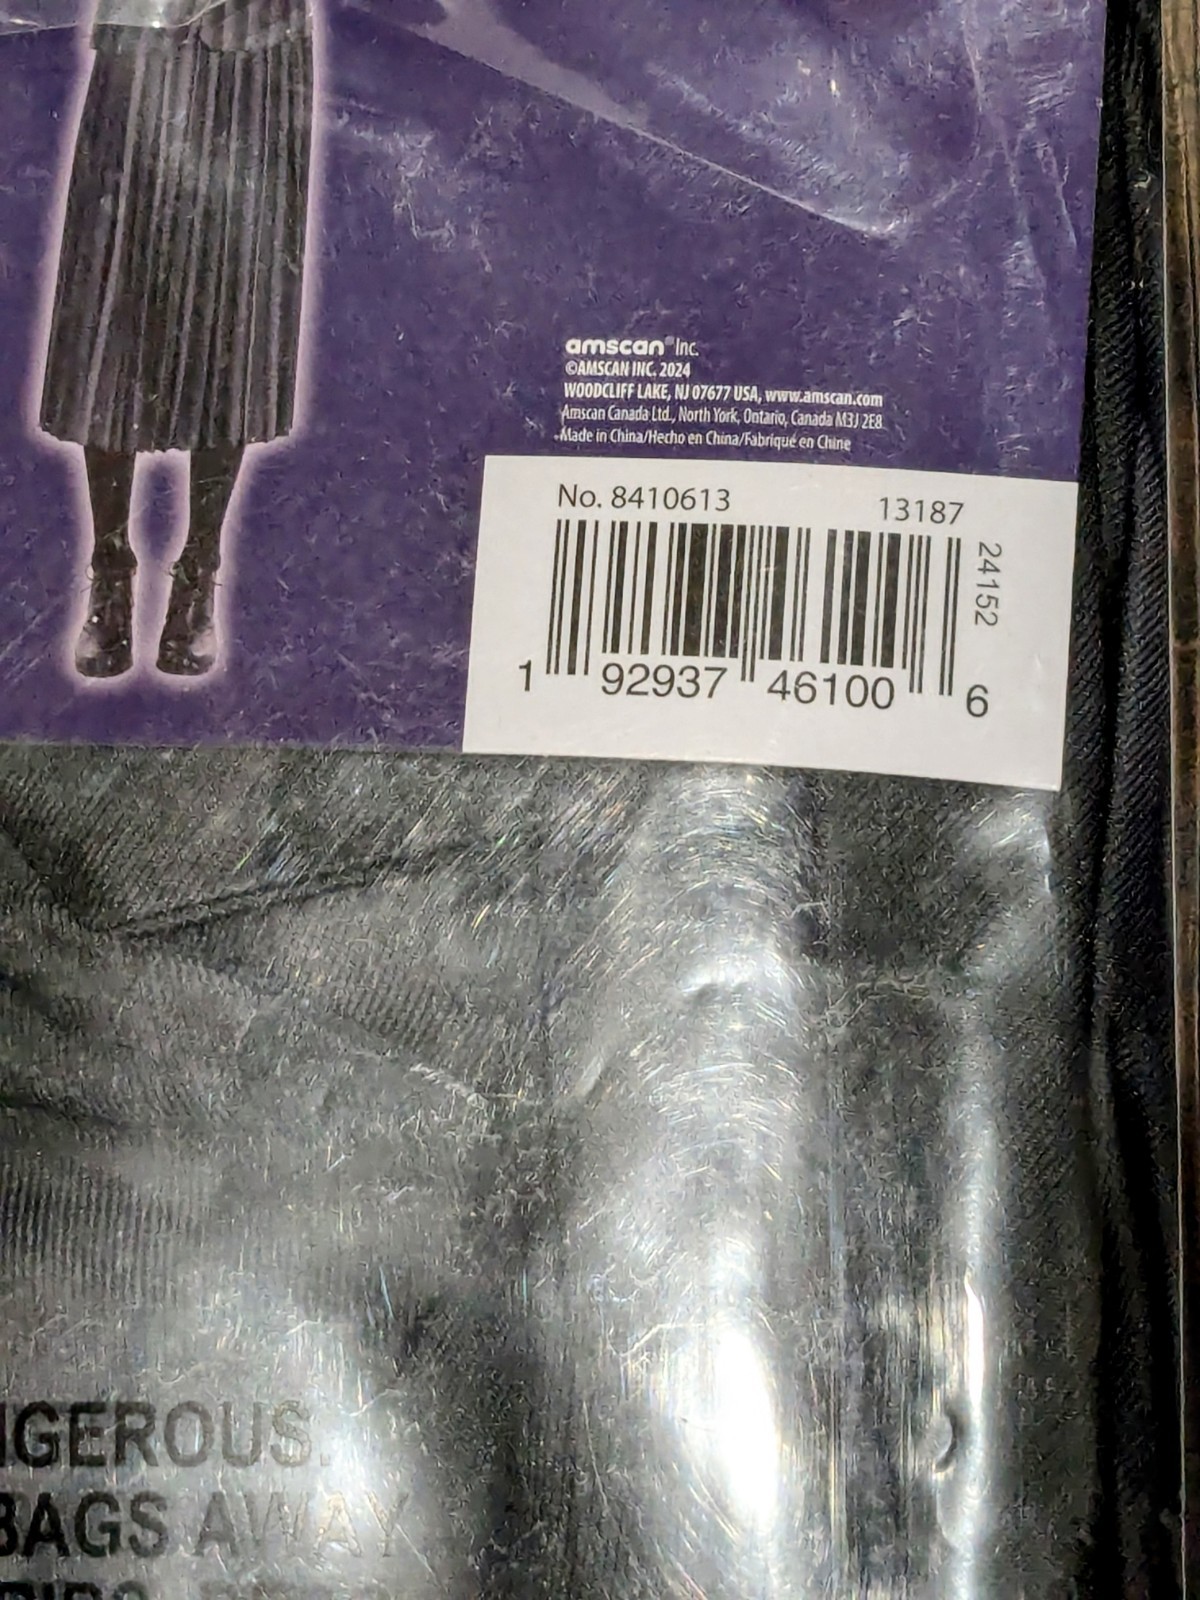 amscan® Inc.
©AMSCAN INC. 2024
WOODCLIFF LAKE, NJ 07677 USA, www.amscan.com
Amscan Canada Ltd., North York, Ontario, Canada M3J 2E8
Made in China/Hecho en China/Fabriqué en Chine
No. 8410613 13187
24152
1 92937 46100 6
NGEROUS.
BAGS AWAY